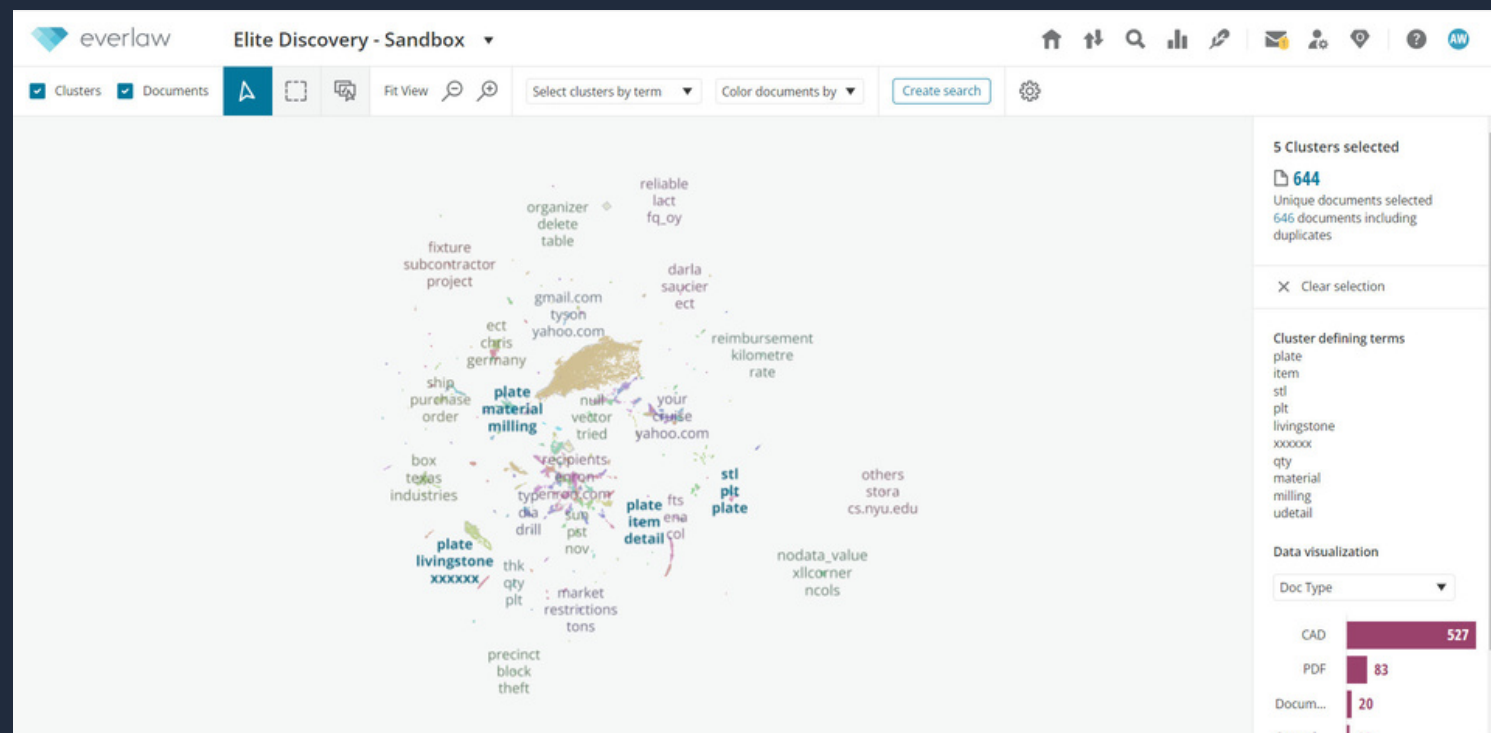 everlaw
Elite Discovery - Sandbox
AW
Clusters
Documents
Fit View
Select clusters by term
Color documents by
Create search
reliable
lact
fq_oy
organizer
delete
table
fixture
subcontractor
project
darla
saucier
ect
gmail.com
tyson
yahoo.com
ect
chris
germany
reimbursement
kilometre
rate
ship
purchase
order
plate
material
milling
null
vector
tried
your
cruise
yahoo.com
box
texas
industries
recipients
enron
enron.com
type
dia
drill
sun
pst
nov
plate
item
detail
fts
ena
col
stl
plt
plate
others
stora
cs.nyu.edu
plate
livingstone
xxxxxx
thk
qty
plt
market
restrictions
tons
nodata_value
xllcorner
ncols
precinct
block
theft
5 Clusters selected
644
Unique documents selected
646 documents including
duplicates
Clear selection
Cluster defining terms
plate
item
stl
plt
livingstone
xxxxxx
qty
material
milling
udetail
Data visualization
Doc Type
CAD 527
PDF 83
Docum... 20